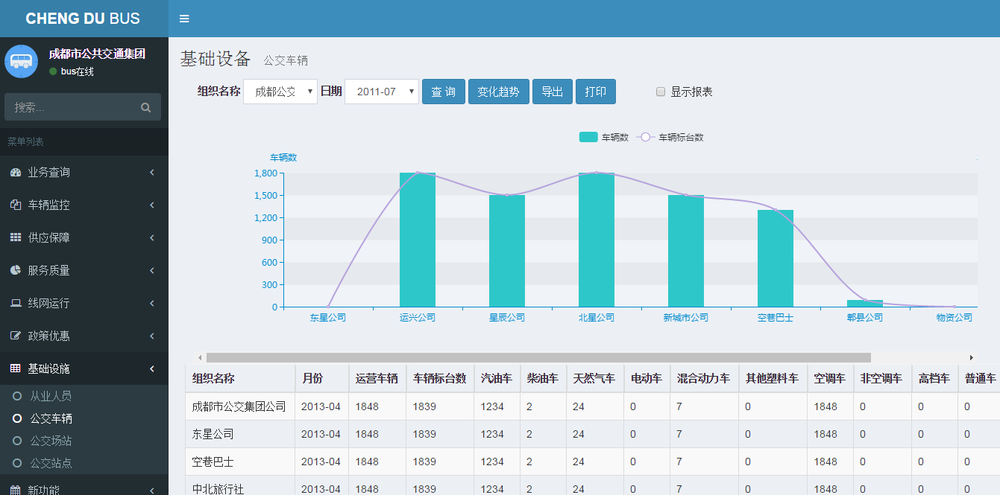 CHENG DU BUS
成都市公共交通集团
bus在线
搜索...
菜单列表
业务查询
车辆监控
供应保障
服务质量
线网运行
政策优惠
基础设施
从业人员
公交车辆
公交场站
公交站点
新功能
基础设备 公交车辆
组织名称 成都公交 日期 2011-07 查 询 变化趋势 导出 打印 显示报表
车辆数 车辆标台数
车辆数
1,800
1,500
1,200
900
600
300
0
东星公司 运兴公司 星辰公司 北星公司 新城市公司 空巷巴士 郫县公司 物资公司
组织名称 月份 运营车辆 车辆标台数 汽油车 柴油车 天然气车 电动车 混合动力车 其他塑料车 空调车 非空调车 高档车 普通车
成都市公交集团公司 2013-04 1848 1839 1234 2 24 0 7 0 1848 0 0 0
东星公司 2013-04 1848 1839 1234 2 24 0 7 0 1848 0 0 0
空巷巴士 2013-04 1848 1839 1234 2 24 0 7 0 1848 0 0 0
中北旅行社 2013-04 1848 1839 1234 2 24 0 7 0 1848 0 0 0